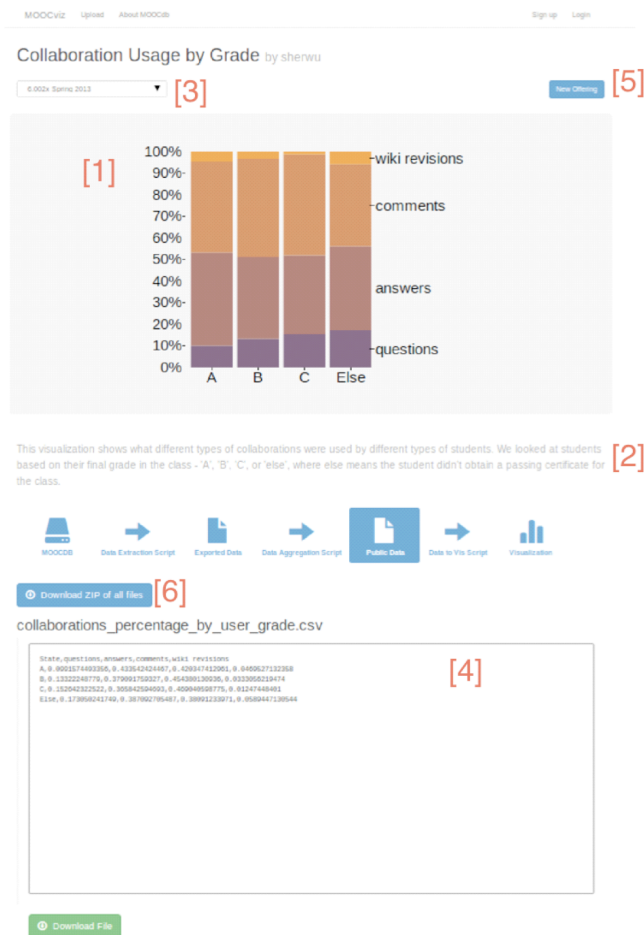 MOOCviz Upload About MOOCdb Sign up Login
Collaboration Usage by Grade by sherwu
6.002x Spring 2013 [3] New Offering [5]
[1]
100%
90%-
80%
70%-
60%
50%-
40%
30%-
20%
10%-
0%
wiki revisions
comments
answers
questions
A B C Else
This visualization shows what different types of collaborations were used by different types of students. We looked at students
based on their final grade in the class - 'A', 'B', 'C', or 'else', where else means the student didn't obtain a passing certificate for
the class.
[2]
MOOCDB Data Extraction Script Exported Data Data Aggregation Script Public Data Data to Vis Script Visualization
Download ZIP of all files [6]
collaborations_percentage_by_user_grade.csv
[4]
State,questions,answers,comments,wiki revisions
Download File